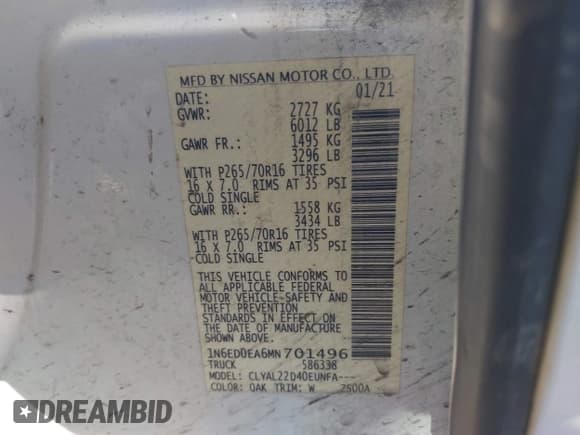 MFD BY NISSAN MOTOR CO., LTD.
DATE: 01/21
GVWR: 2727 KG
6012 LB
GAWR FR.: 1495 KG
3296 LB
WITH P265/70R16 TIRES
16 X 7.0 RIMS AT 35 PSI
COLD SINGLE
GAWR RR.: 1558 KG
3434 LB
WITH P265/70R16 TIRES
16 X 7.0 RIMS AT 35 PSI
COLD SINGLE
THIS VEHICLE CONFORMS TO
ALL APPLICABLE FEDERAL
MOTOR VEHICLE-SAFETY AND
THEFT PREVENTION
STANDARDS IN EFFECT ON
THE DATE OF MANUFACTURE
SHOWN ABOVE.
1N6ED0EA6MN701496
TRUCK 586338
MODEL: CLYAL22D40EUNFA---
COLOR: QAK TRIM: W 2S00A
DREAMBID